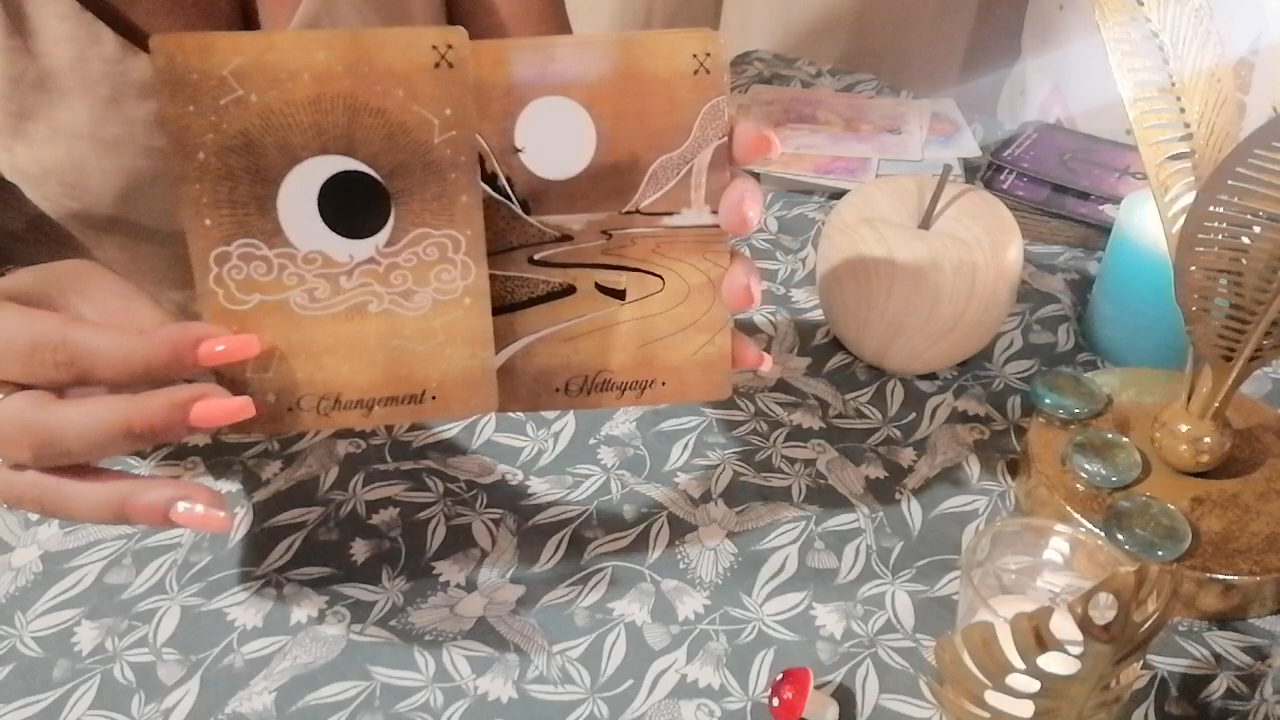 • Changement •
• Nettoyage •